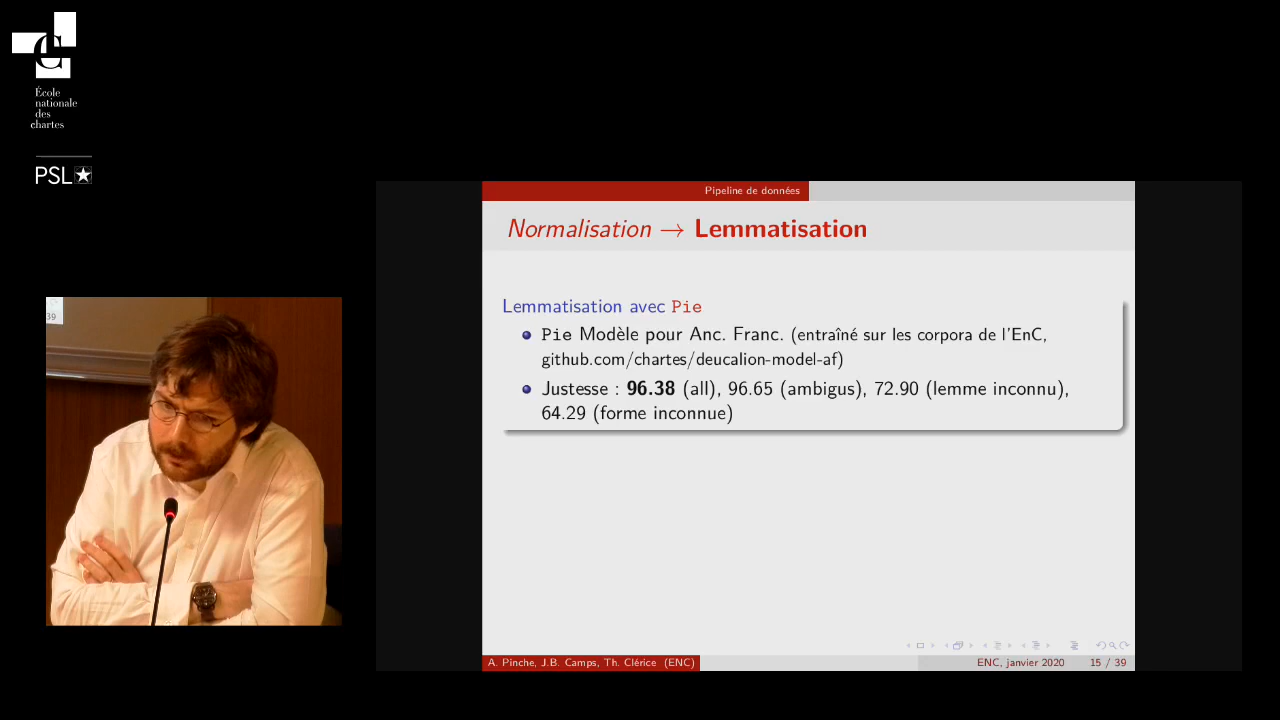 École
nationale
des
chartes
PSL
39
Pipeline de données
Normalisation → Lemmatisation
Lemmatisation avec Pie
Pie Modèle pour Anc. Franc. (entraîné sur les corpora de l'EnC,
github.com/chartes/deucalion-model-af)
Justesse : 96.38 (all), 96.65 (ambigus), 72.90 (lemme inconnu),
64.29 (forme inconnue)
A. Pinche, J.B. Camps, Th. Clérice (ENC)
ENC, janvier 2020 15 / 39